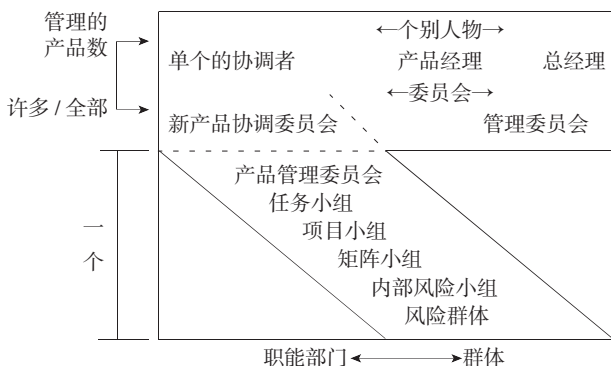 管理的
产品数
←个别人物→
单个的协调者 产品经理 总经理
←委员会→
许多 / 全部
新产品协调委员会 管理委员会
产品管理委员会
任务小组
项目小组
一
个
矩阵小组
内部风险小组
风险群体
职能部门 群体